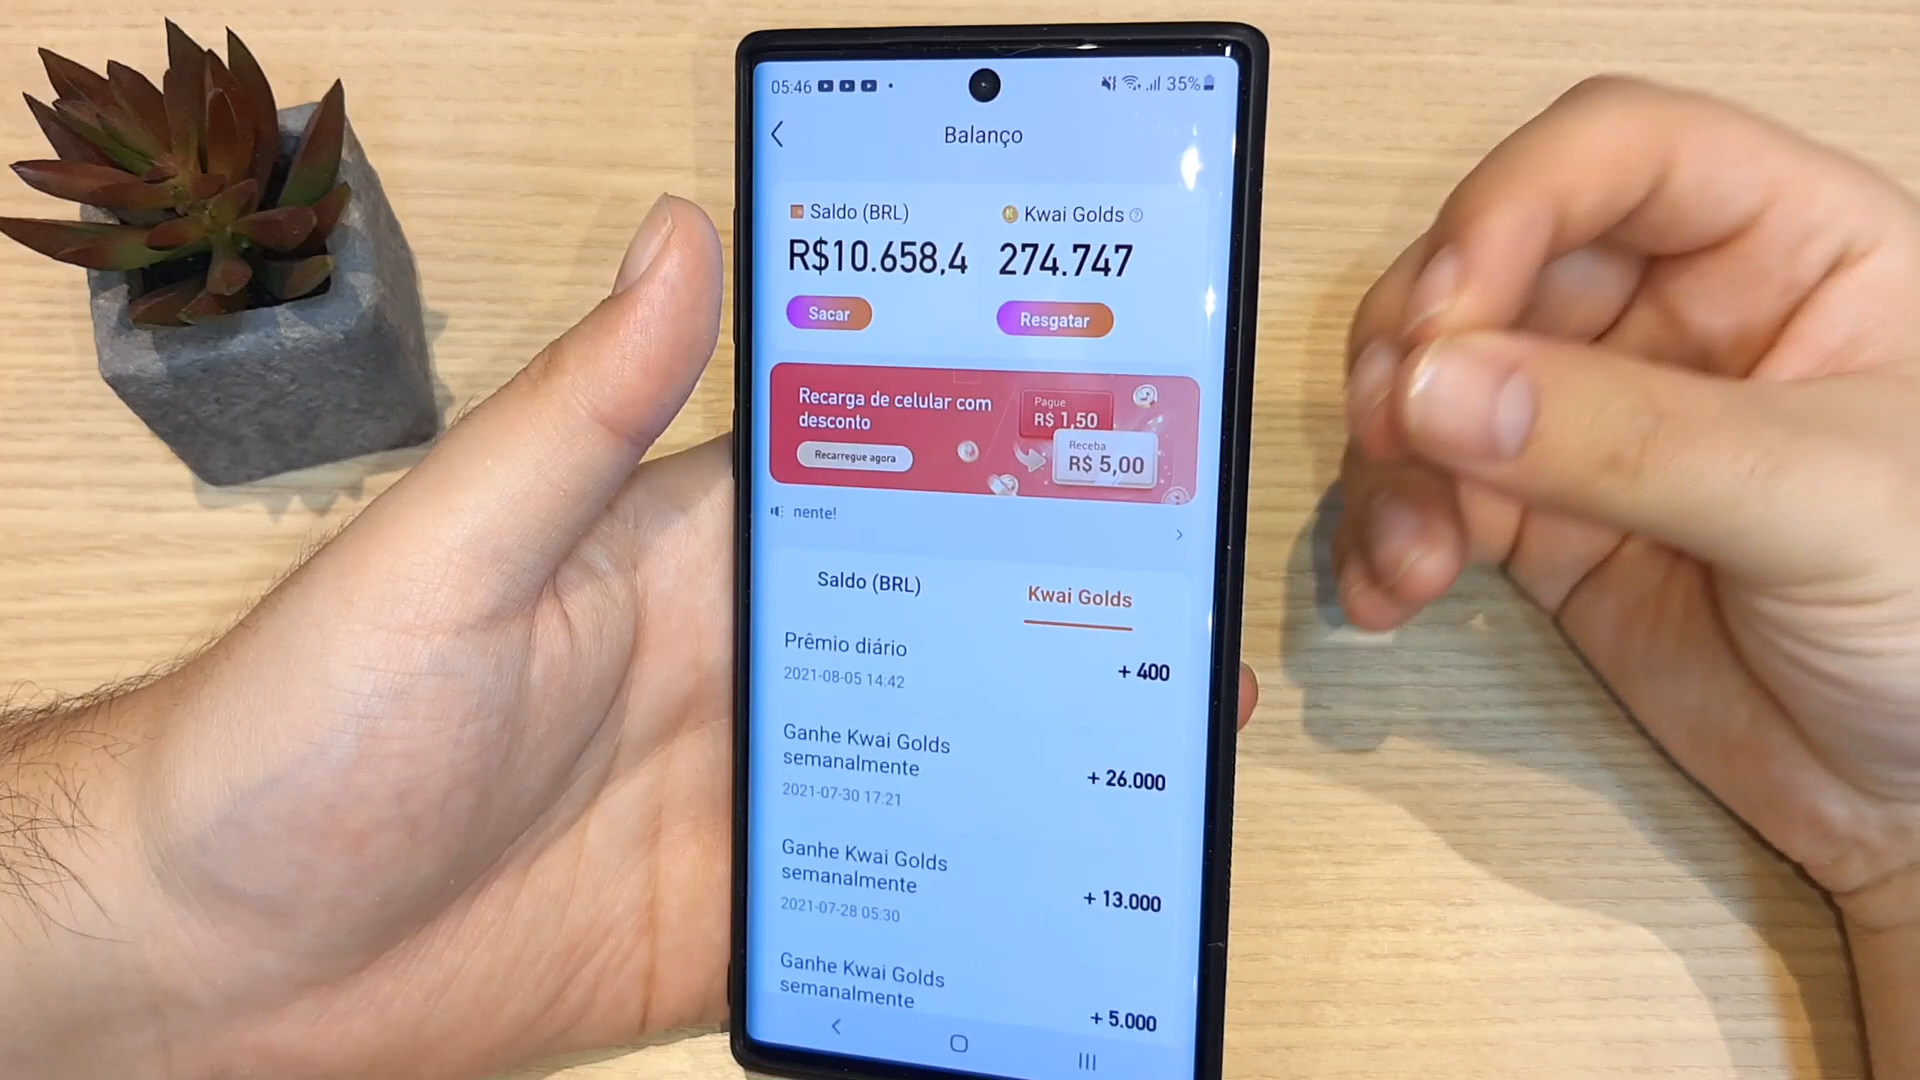 05:46
35%
Balanço
Saldo (BRL)
R$10.658,4
Sacar
Kwai Golds
274.747
Resgatar
Recarga de celular com
desconto
Recarregue agora
Pague
R$ 1,50
Receba
R$ 5,00
nente!
Saldo (BRL)
Kwai Golds
Prêmio diário
2021-08-05 14:42
+ 400
Ganhe Kwai Golds
semanalmente
2021-07-30 17:21
+ 26.000
Ganhe Kwai Golds
semanalmente
2021-07-28 05:30
+ 13.000
Ganhe Kwai Golds
semanalmente
+ 5.000